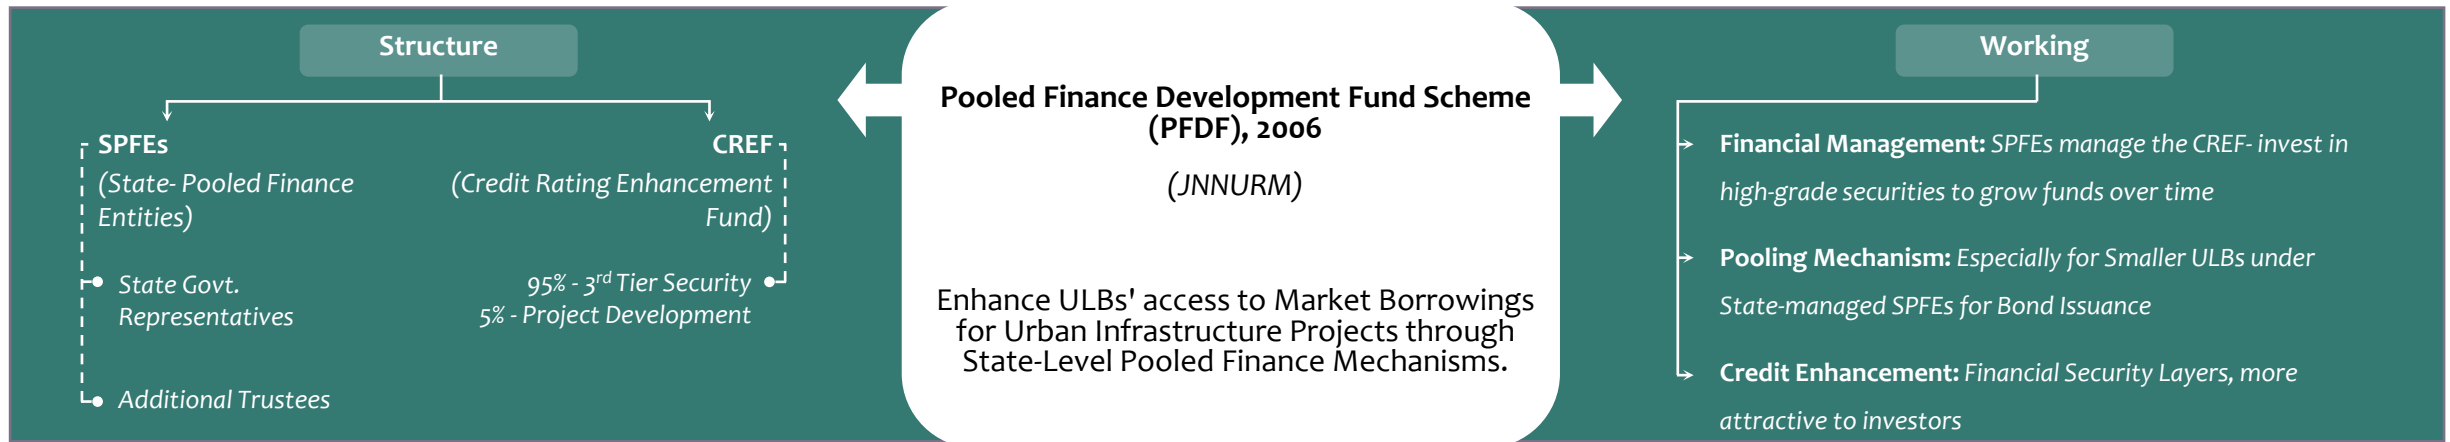 Structure
SPFEs
(State- Pooled Finance
Entities)
State Govt.
Representatives
Additional Trustees
CREF
(Credit Rating Enhancement
Fund)
95% - 3rd Tier Security
5% - Project Development
Pooled Finance Development Fund Scheme
(PFDF), 2006
(JNNURM)
Enhance ULBs' access to Market Borrowings
for Urban Infrastructure Projects through
State-Level Pooled Finance Mechanisms.
Working
Financial Management: SPFEs manage the CREF- invest in
high-grade securities to grow funds over time
Pooling Mechanism: Especially for Smaller ULBs under
State-managed SPFEs for Bond Issuance
Credit Enhancement: Financial Security Layers, more
attractive to investors